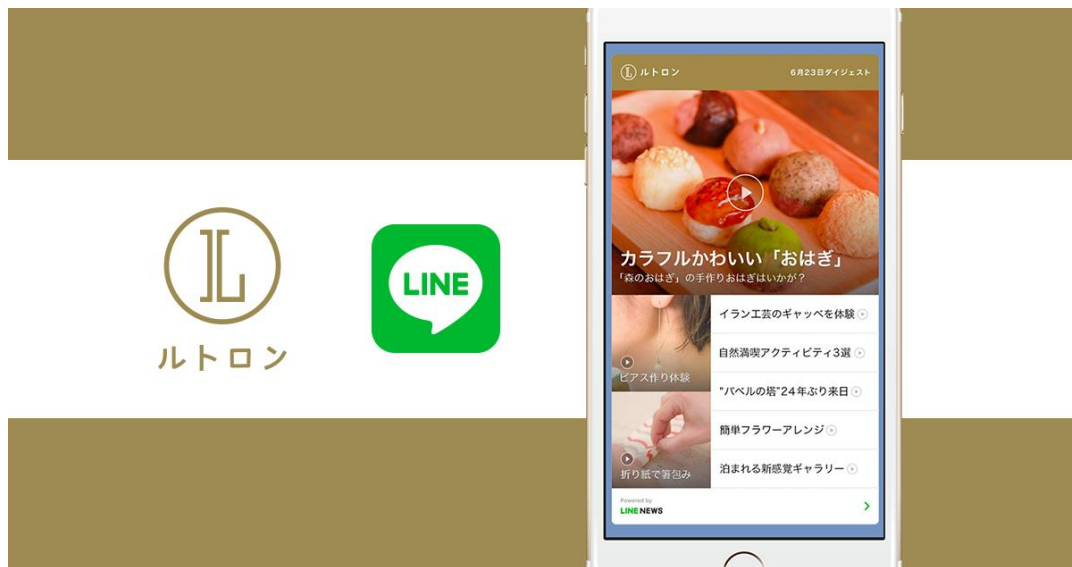 ルトロン
LINE
ルトロン
6月23日ダイジェスト
カラフルかわいい「おはぎ」
「森のおはぎ」の手作りおはぎはいかが？
ピアス作り体験
折り紙で箸包み
イラン工芸のギャッベを体験
自然満喫アクティビティ3選
“バベルの塔”24年ぶり来日
簡単フラワーアレンジ
泊まれる新感覚ギャラリー
Powered by
LINE NEWS